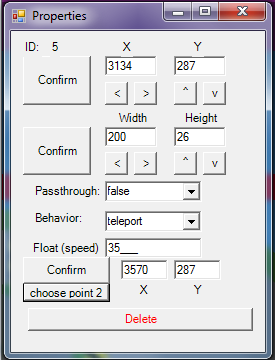 Properties
ID: 5 X Y
Confirm 3134 287
< > ^ v
Width Height
Confirm 200 26
< > ^ v
Passthrough: false
Behavior: teleport
Float (speed) 35___
Confirm 3570 287
choose point 2 X Y
Delete